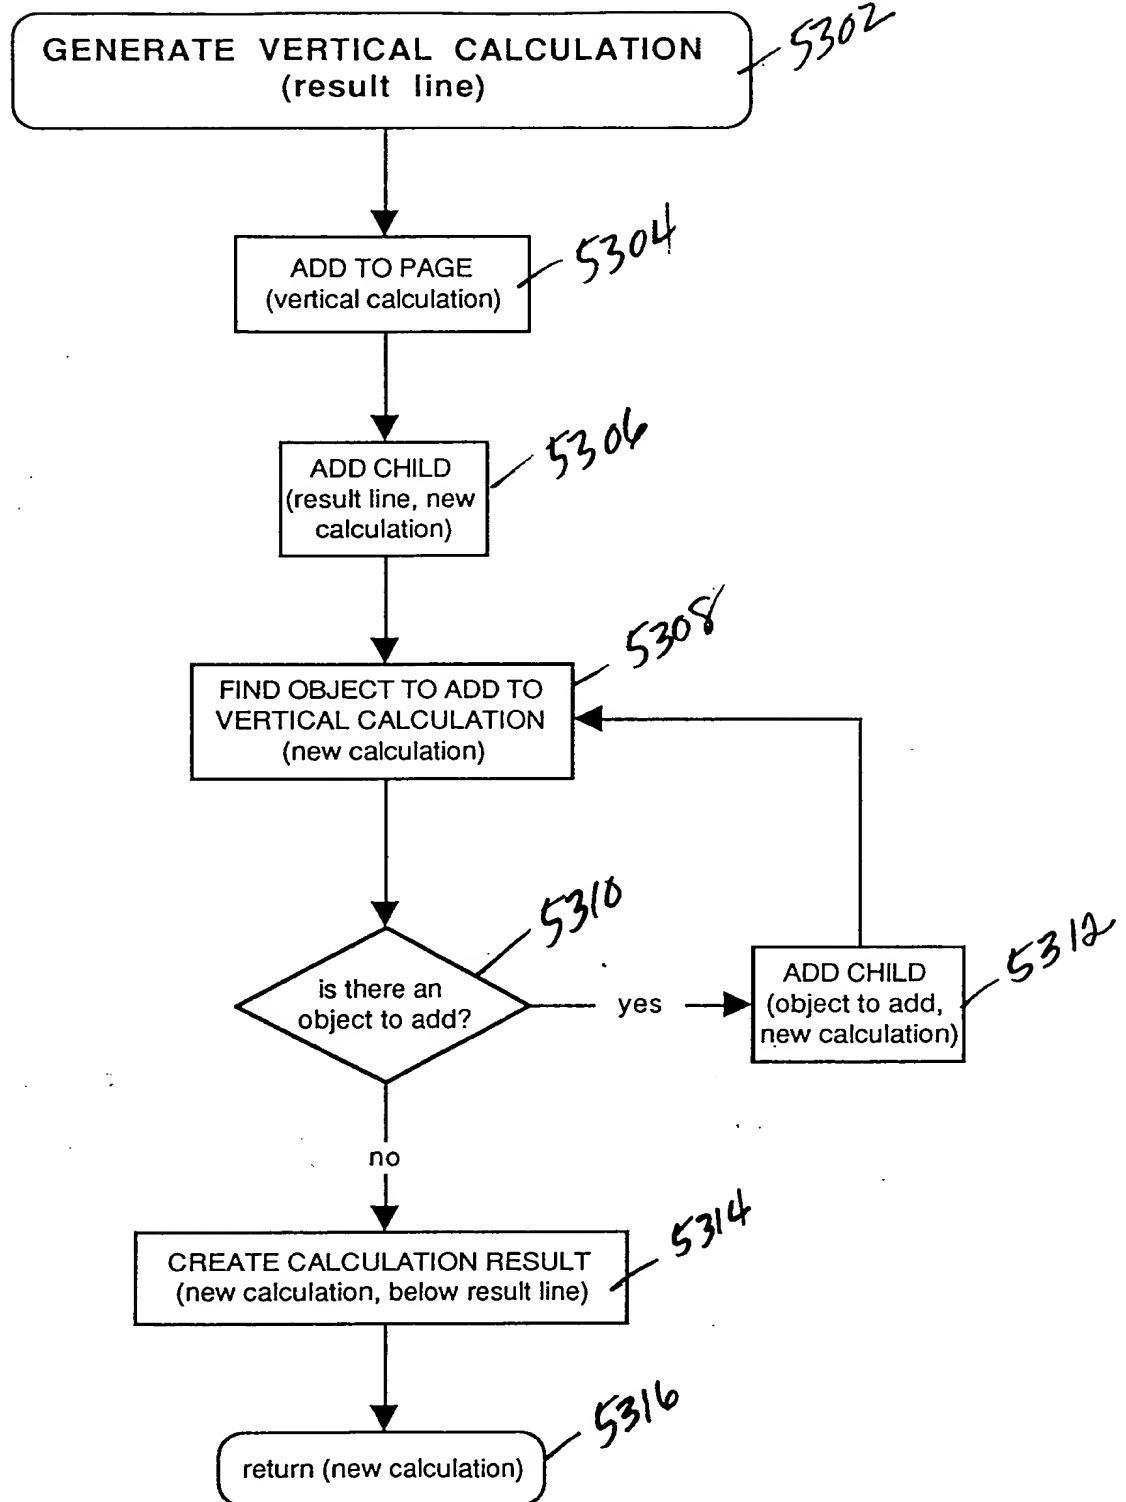 GENERATE VERTICAL CALCULATION
(result line)
5302
ADD TO PAGE
(vertical calculation)
5304
ADD CHILD
(result line, new
calculation)
5306
FIND OBJECT TO ADD TO
VERTICAL CALCULATION
(new calculation)
5308
is there an
object to add?
5310
yes
ADD CHILD
(object to add,
new calculation)
5312
no
CREATE CALCULATION RESULT
(new calculation, below result line)
5314
return (new calculation)
5316